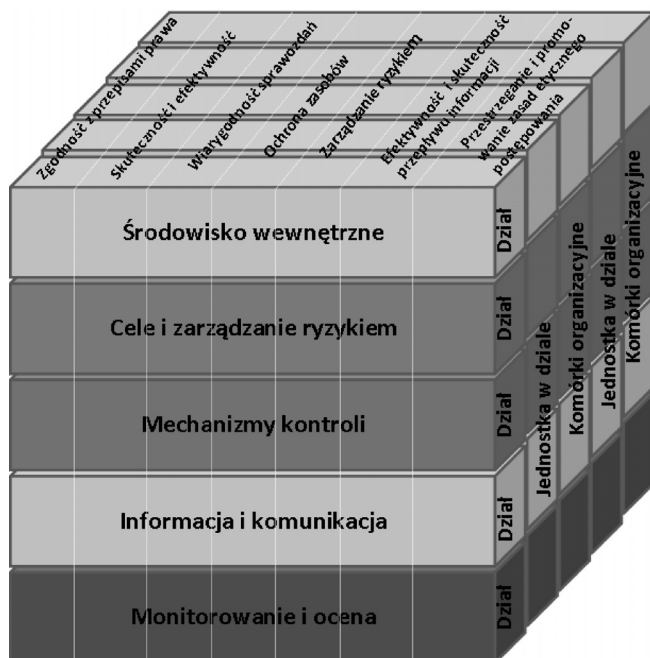 Zgodność z przepisami prawa
Skuteczność i efektywność
Wiarygodność sprawozdań
Ochrona zasobów
Zarządzanie ryzykiem
Efektywność i skuteczność
przepływu informacji
Przestrzeganie i promo-
wanie zasad etycznego
postępowania
Środowisko wewnętrzne
Dział
Cele i zarządzanie ryzykiem
Dział
Mechanizmy kontroli
Dział
Informacja i komunikacja
Dział
Monitorowanie i ocena
Dział
Jednostka w dziale
Komórki organizacyjne
Jednostka w dziale
Komórki organizacyjne